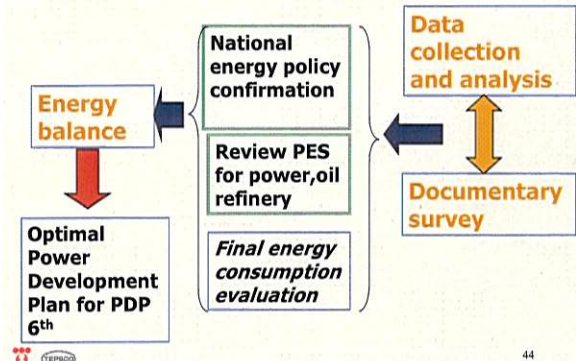 National
energy policy
confirmation
Data
collection
and analysis
Energy
balance
Review PES
for power,oil
refinery
Documentary
survey
Optimal
Power
Development
Plan for PDP
6th
Final energy
consumption
evaluation
TEPSCO
44